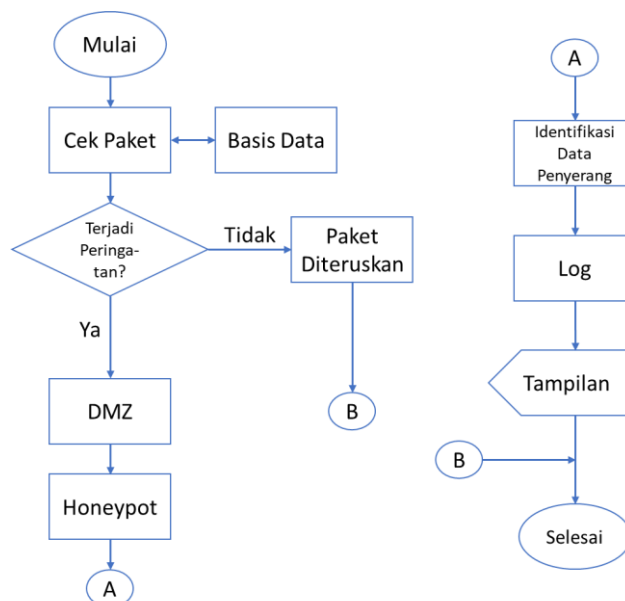 Mulai
Cek Paket
Basis Data
Terjadi
Peringa-
tan?
Tidak
Paket
Diteruskan
Ya
B
DMZ
Honeypot
A
A
Identifikasi
Data
Penyerang
Log
Tampilan
B
Selesai